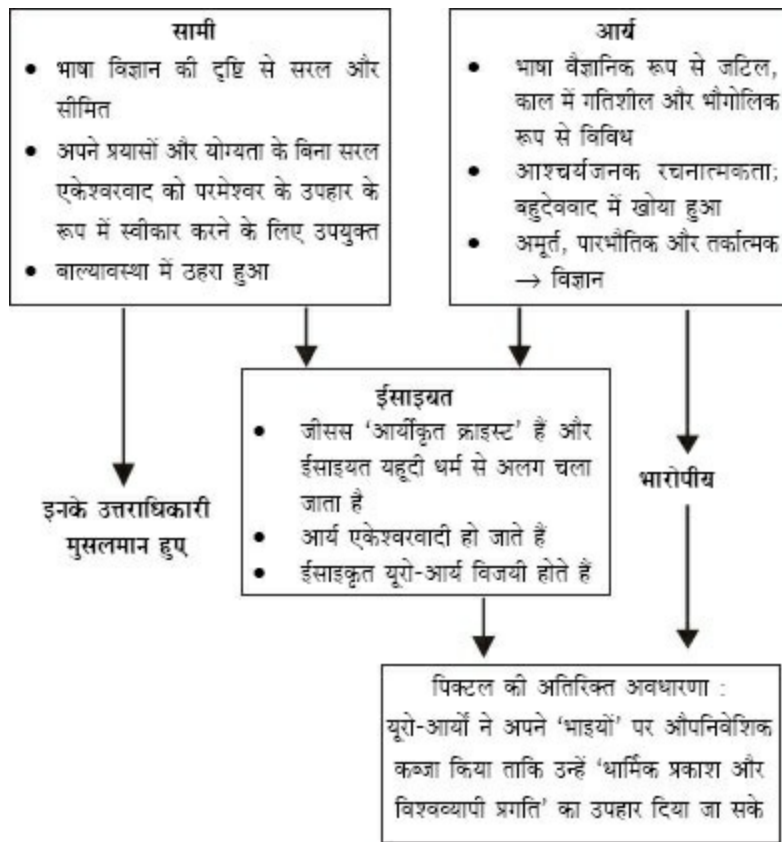 सामी
● भाषा विज्ञान की दृष्टि से सरल और
सीमित
● अपने प्रयासों और योग्यता के बिना सरल
एकेश्वरवाद को परमेश्वर के उपहार के
रूप में स्वीकार करने के लिए उपयुक्त
● बाल्यावस्था में ठहरा हुआ
आर्य
● भाषा वैज्ञानिक रूप से जटिल,
काल में गतिशील और भौगोलिक
रूप से विविध
● आश्चर्यजनक रचनात्मकता;
बहुदेववाद में खोया हुआ
● अमूर्त, पारभौतिक और तर्कात्मक
→ विज्ञान
ईसाइयत
● जीसस ‘आर्यीकृत क्राइस्ट’ हैं और
ईसाइयत यहूदी धर्म से अलग चला
जाता है
● आर्य एकेश्वरवादी हो जाते हैं
● ईसाइकृत यूरो-आर्य विजयी होते हैं
इनके उत्तराधिकारी
मुसलमान हुए
भारोपीय
पिक्टल की अतिरिक्त अवधारणा :
यूरो-आर्यों ने अपने ‘भाइयों’ पर औपनिवेशिक
कब्जा किया ताकि उन्हें ‘धार्मिक प्रकाश और
विश्वव्यापी प्रगति’ का उपहार दिया जा सके